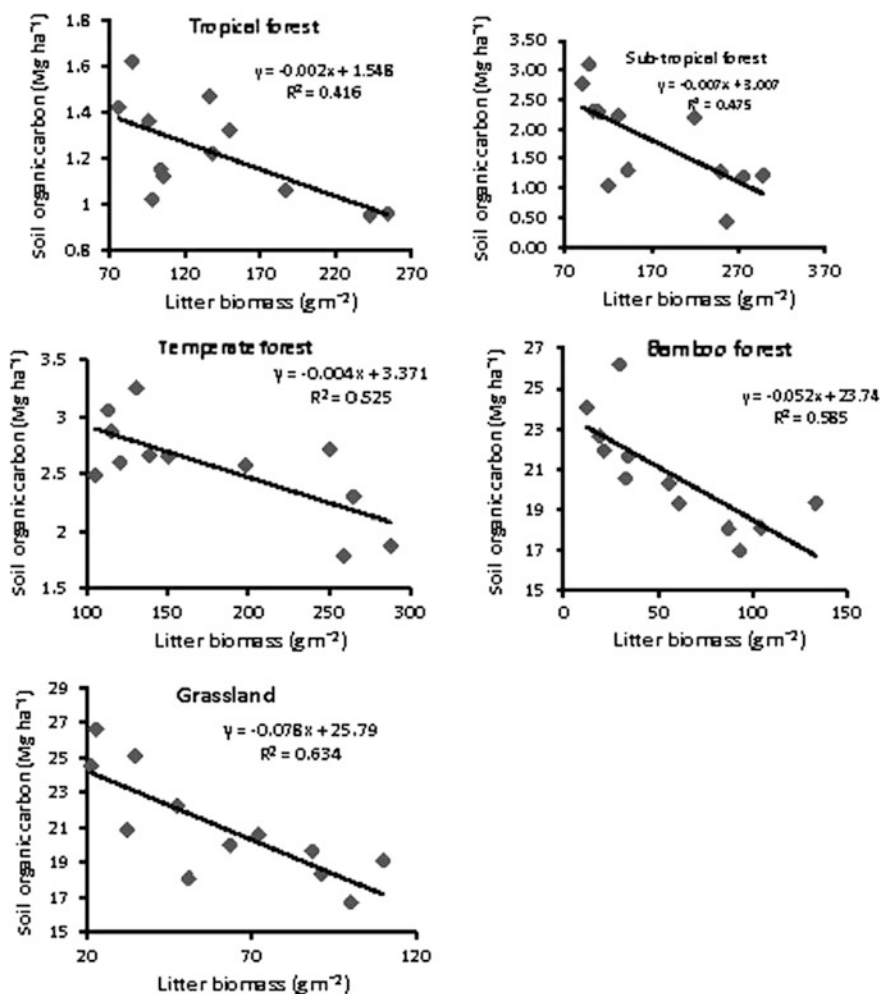 Tropical forest
y = -0.002x + 1.548
R² = 0.416
Soil organic carbon (Mg ha⁻¹)
1.8
1.6
1.4
1.2
1
0.8
70 120 170 220 270
Litter biomass (g m⁻²)
Sub-tropical forest
y = -0.007x + 3.007
R² = 0.475
Soil organic carbon (Mg ha⁻¹)
3.50
3.00
2.50
2.00
1.50
1.00
0.50
0.00
70 170 270 370
Litter biomass (g m⁻²)
Temperate forest
y = -0.004x + 3.371
R² = 0.525
Soil organic carbon (Mg ha⁻¹)
3.5
3
2.5
2
1.5
100 150 200 250 300
Litter biomass (g m⁻²)
Bamboo forest
y = -0.052x + 23.74
R² = 0.585
Soil organic carbon (Mg ha⁻¹)
27
25
23
21
19
17
15
0 50 100 150
Litter biomass (g m⁻²)
Grassland
y = -0.078x + 25.79
R² = 0.634
Soil organic carbon (Mg ha⁻¹)
29
27
25
23
21
19
17
15
20 70 120
Litter biomass (g m⁻²)